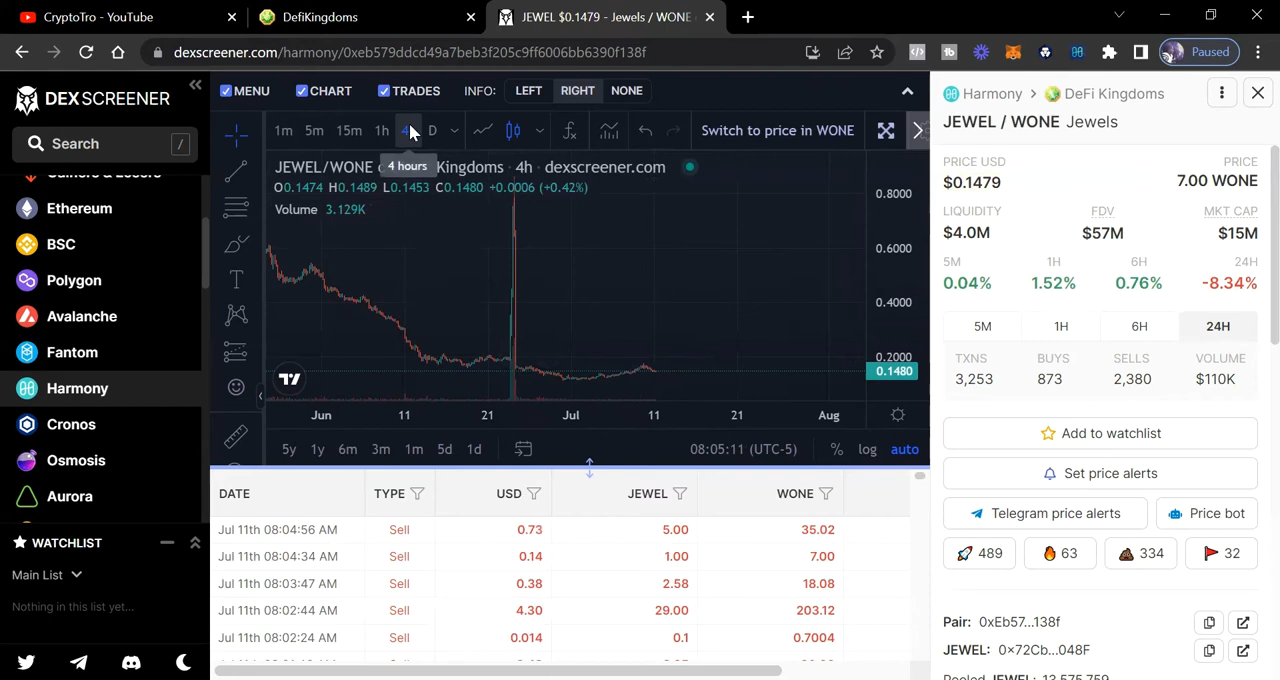 CryptoTro - YouTube
DefiKingdoms
JEWEL $0.1479 - Jewels / WONE
dexscreener.com/harmony/0xeb579ddcd49a7beb3f205c9ff6006bb6390f138f
Paused
DEX SCREENER
Search /
Ethereum
BSC
Polygon
Avalanche
Fantom
Harmony
Cronos
Osmosis
Aurora
WATCHLIST
Main List
Nothing in this list yet...
MENU CHART TRADES INFO: LEFT RIGHT NONE
1m 5m 15m 1h D Switch to price in WONE
4 hours
JEWEL/WONE Kingdoms · 4h · dexscreener.com
O0.1474 H0.1489 L0.1453 C0.1480 +0.0006 (+0.42%)
Volume 3.129K
0.8000
0.6000
0.4000
0.2000
0.1480
Jun 11 21 Jul 11 21 Aug
5y 1y 6m 3m 1m 5d 1d 08:05:11 (UTC-5) % log auto
DATE TYPE USD JEWEL WONE
Jul 11th 08:04:56 AM Sell 0.73 5.00 35.02
Jul 11th 08:04:34 AM Sell 0.14 1.00 7.00
Jul 11th 08:03:47 AM Sell 0.38 2.58 18.08
Jul 11th 08:02:44 AM Sell 4.30 29.00 203.12
Jul 11th 08:02:24 AM Sell 0.014 0.1 0.7004
Harmony > DeFi Kingdoms
JEWEL / WONE Jewels
PRICE USD PRICE
$0.1479 7.00 WONE
LIQUIDITY FDV MKT CAP
$4.0M $57M $15M
5M 1H 6H 24H
0.04% 1.52% 0.76% -8.34%
5M 1H 6H 24H
TXNS BUYS SELLS VOLUME
3,253 873 2,380 $110K
Add to watchlist
Set price alerts
Telegram price alerts Price bot
489 63 334 32
Pair: 0xEb57...138f
JEWEL: 0x72Cb...048F
Pooled JEWEL: 13,575,759